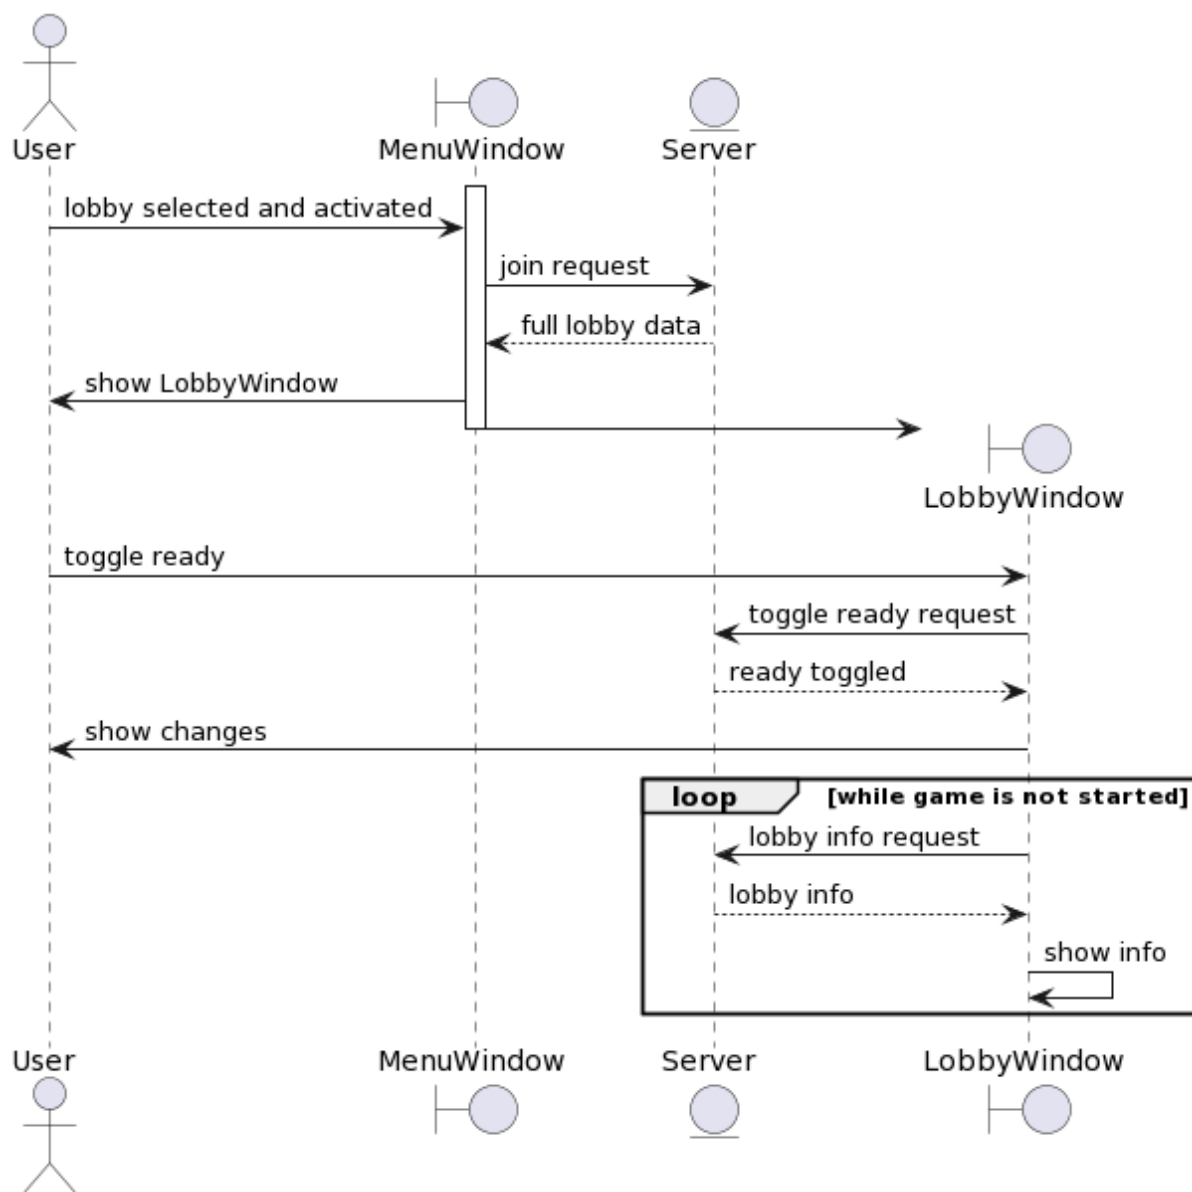 User
MenuWindow
Server
lobby selected and activated
join request
full lobby data
show LobbyWindow
LobbyWindow
toggle ready
toggle ready request
ready toggled
show changes
loop [while game is not started]
lobby info request
lobby info
show info
User
MenuWindow
Server
LobbyWindow